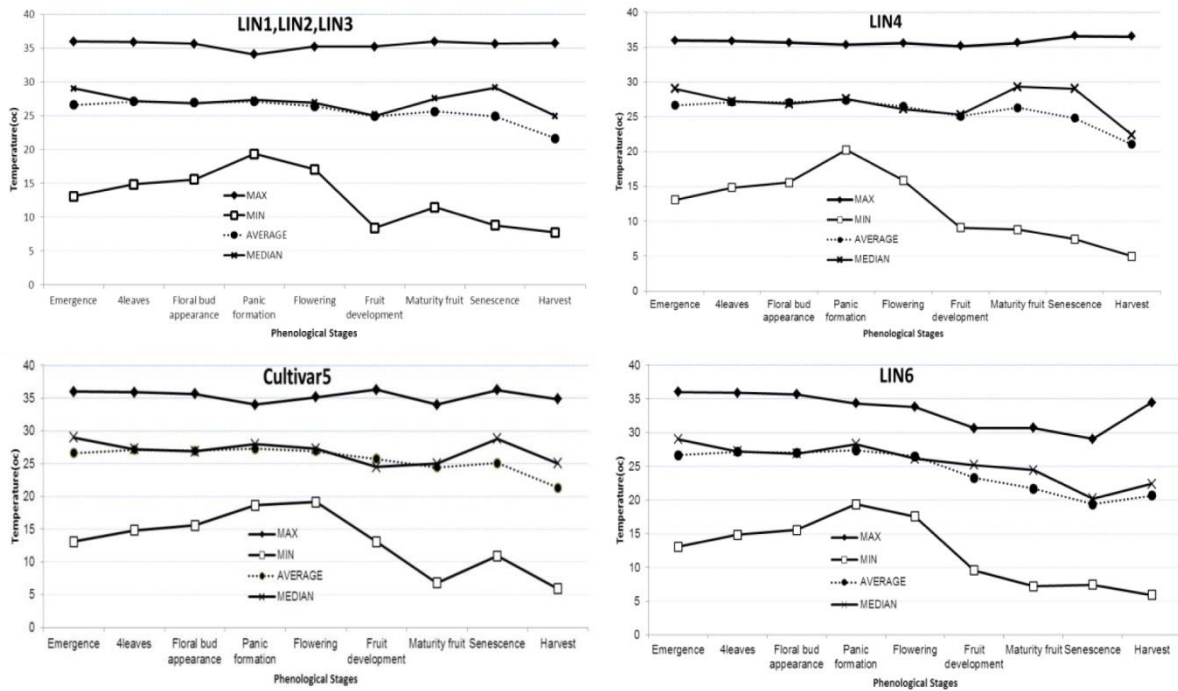 LIN1,LIN2,LIN3
40
35
30
25
20
15
10
5
0
Temperature(oc)
MAX
MIN
AVERAGE
MEDIAN
Emergence 4leaves Floral bud appearance Panic formation Flowering Fruit development Maturity fruit Senescence Harvest
Phenological Stages
LIN4
40
35
30
25
20
15
10
5
0
Temperature(oc)
MAX
MIN
AVERAGE
MEDIAN
Emergence 4leaves Floral bud appearance Panic formation Flowering Fruit development Maturity fruit Senescence Harvest
Phenological Stages
Cultivar5
40
35
30
25
20
15
10
5
0
Temperature(oc)
MAX
MIN
AVERAGE
MEDIAN
Emergence 4leaves Floral bud appearance Panic formation Flowering Fruit development Maturity fruit Senescence Harvest
Phenological Stages
LIN6
40
35
30
25
20
15
10
5
0
Temperature(oc)
MAX
MIN
AVERAGE
MEDIAN
Emergence 4leaves Floral bud appearance Panic formation Flowering Fruit development Maturity fruit Senescence Harvest
Phenological Stages